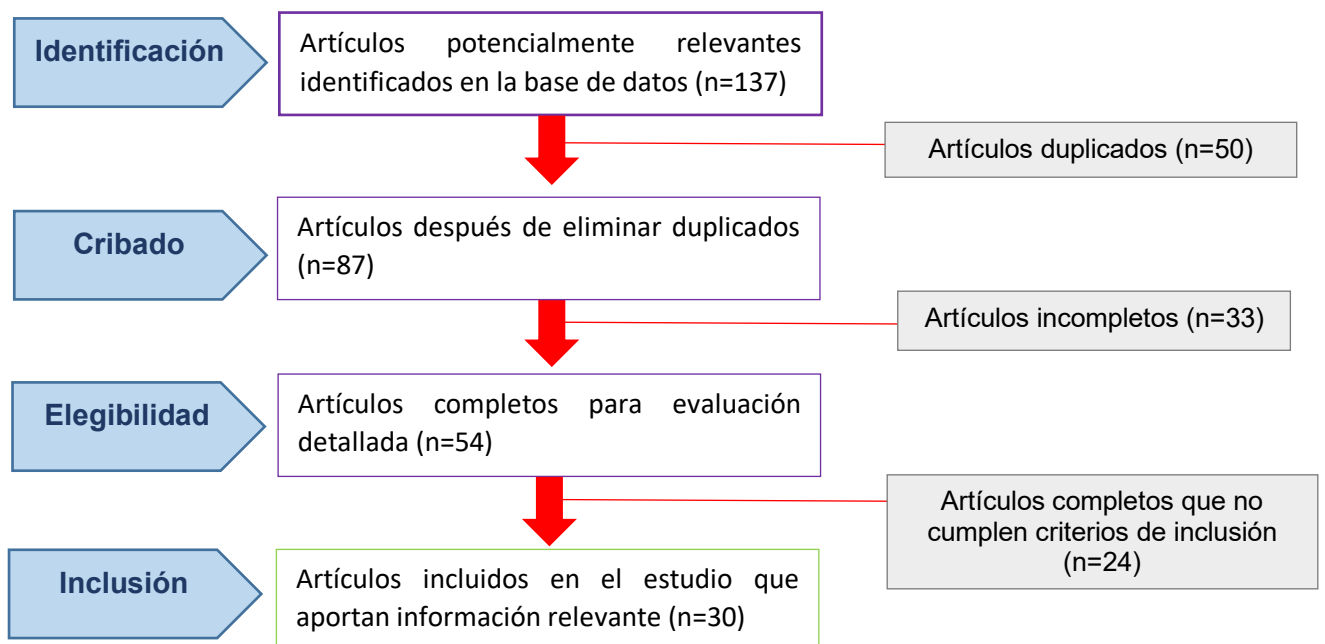 Identificación
Artículos potencialmente relevantes
identificados en la base de datos (n=137)
Artículos duplicados (n=50)
Cribado
Artículos después de eliminar duplicados
(n=87)
Artículos incompletos (n=33)
Elegibilidad
Artículos completos para evaluación
detallada (n=54)
Artículos completos que no
cumplen criterios de inclusión
(n=24)
Inclusión
Artículos incluidos en el estudio que
aportan información relevante (n=30)